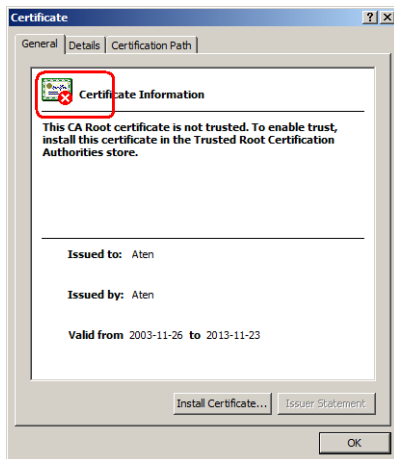 Certificate
General Details Certification Path
Certificate Information
This CA Root certificate is not trusted. To enable trust,
install this certificate in the Trusted Root Certification
Authorities store.
Issued to: Aten
Issued by: Aten
Valid from 2003-11-26 to 2013-11-23
Install Certificate... Issuer Statement
OK